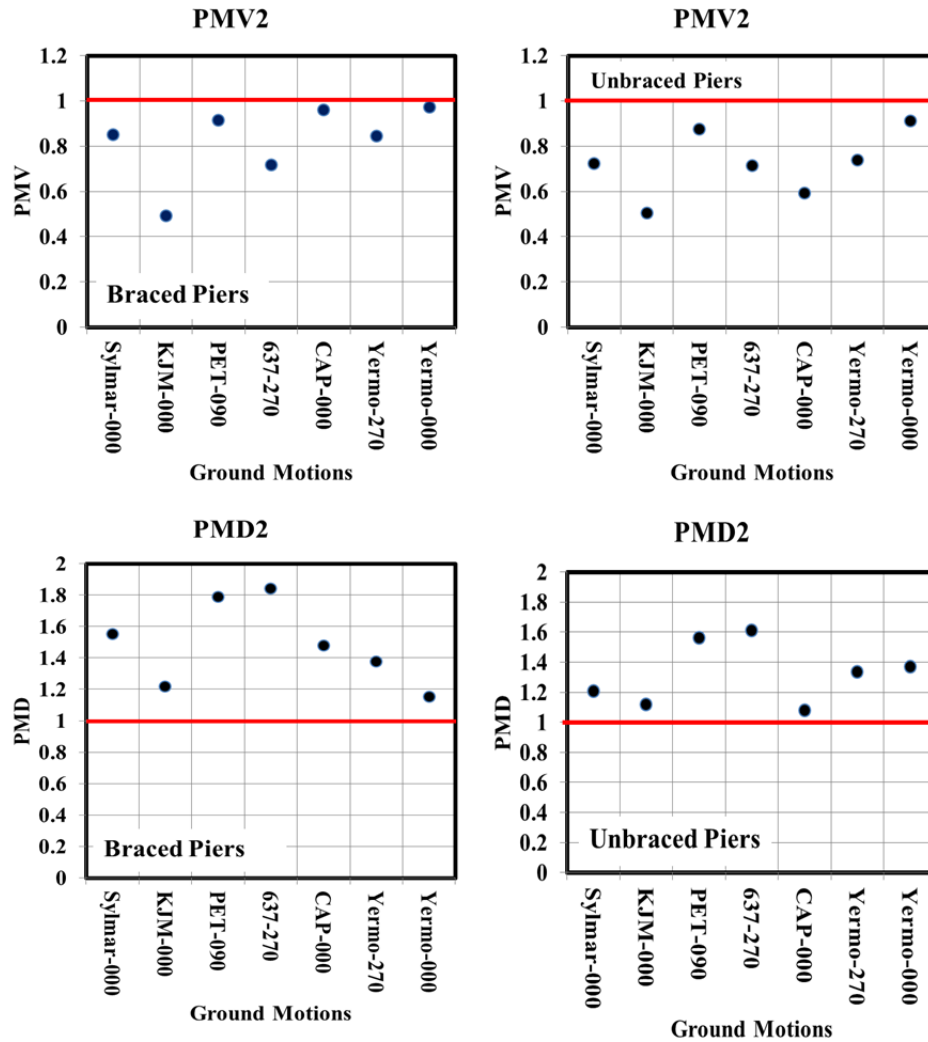 PMV2
1.2
1
0.8
0.6
0.4
0.2
0
PMV
Braced Piers
Sylmar-000
KJM-000
PET-090
637-270
CAP-000
Yermo-270
Yermo-000
Ground Motions
PMV2
1.2
1
0.8
0.6
0.4
0.2
0
PMV
Unbraced Piers
Sylmar-000
KJM-000
PET-090
637-270
CAP-000
Yermo-270
Yermo-000
Ground Motions
PMD2
2
1.8
1.6
1.4
1.2
1
0.8
0.6
0.4
0.2
0
PMD
Braced Piers
Sylmar-000
KJM-000
PET-090
637-270
CAP-000
Yermo-270
Yermo-000
Ground Motions
PMD2
2
1.8
1.6
1.4
1.2
1
0.8
0.6
0.4
0.2
0
PMD
Unbraced Piers
Sylmar-000
KJM-000
PET-090
637-270
CAP-000
Yermo-270
Yermo-000
Ground Motions